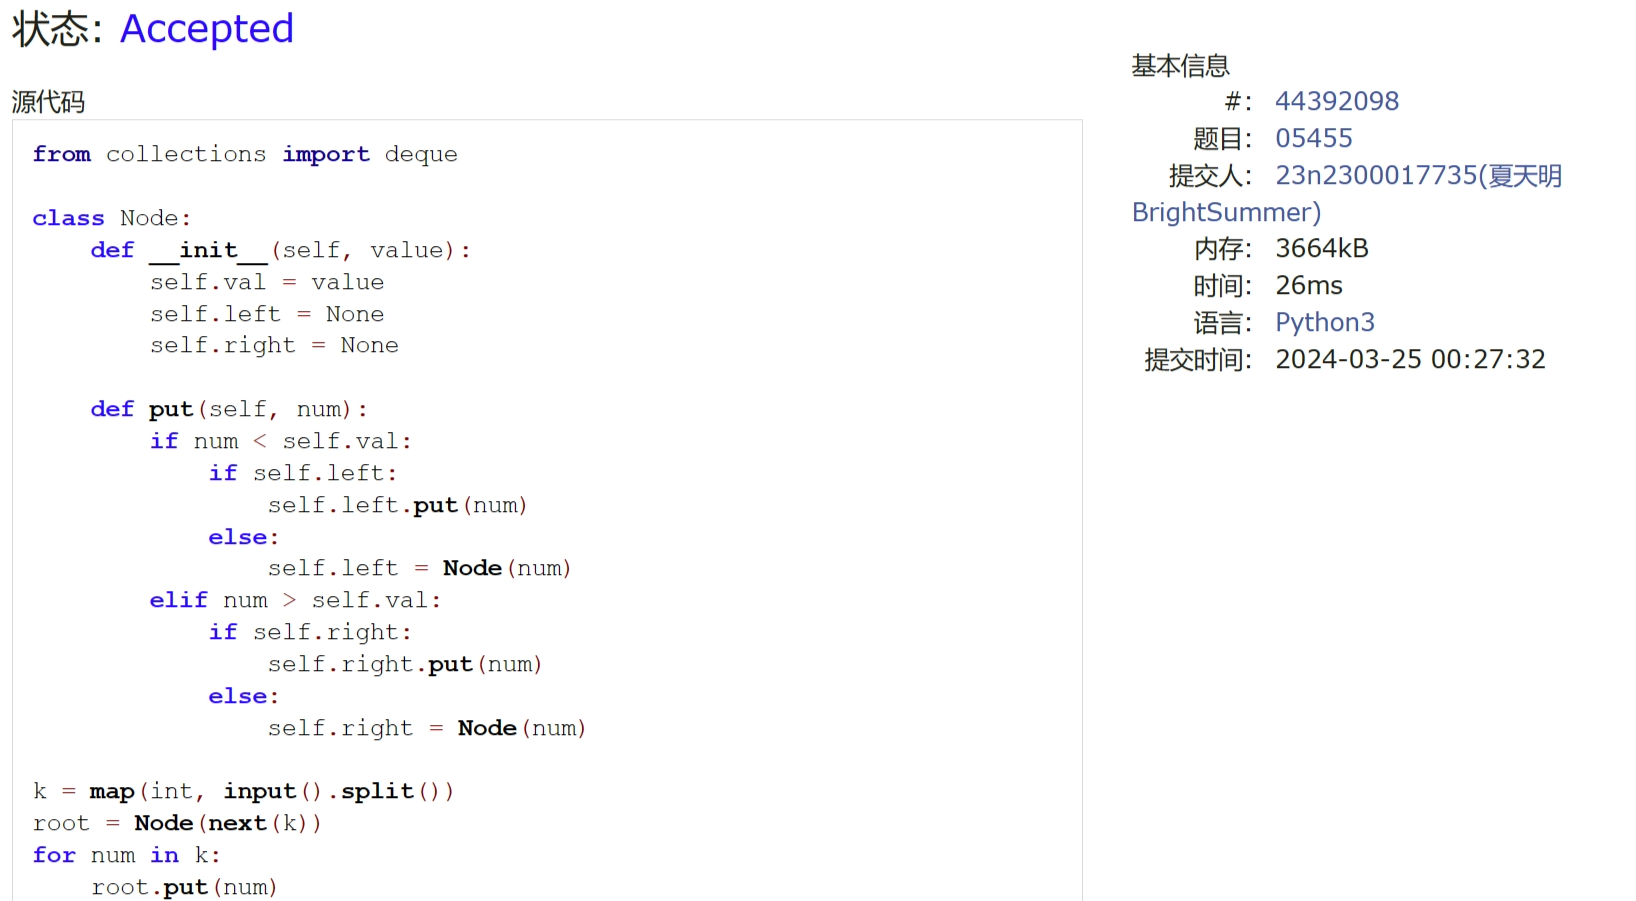 状态: Accepted
源代码
from collections import deque
class Node:
    def __init__(self, value):
        self.val = value
        self.left = None
        self.right = None
    def put(self, num):
        if num < self.val:
            if self.left:
                self.left.put(num)
            else:
                self.left = Node(num)
        elif num > self.val:
            if self.right:
                self.right.put(num)
            else:
                self.right = Node(num)
k = map(int, input().split())
root = Node(next(k))
for num in k:
    root.put(num)
基本信息
#: 44392098
题目: 05455
提交人: 23n2300017735(夏天明
BrightSummer)
内存: 3664kB
时间: 26ms
语言: Python3
提交时间: 2024-03-25 00:27:32